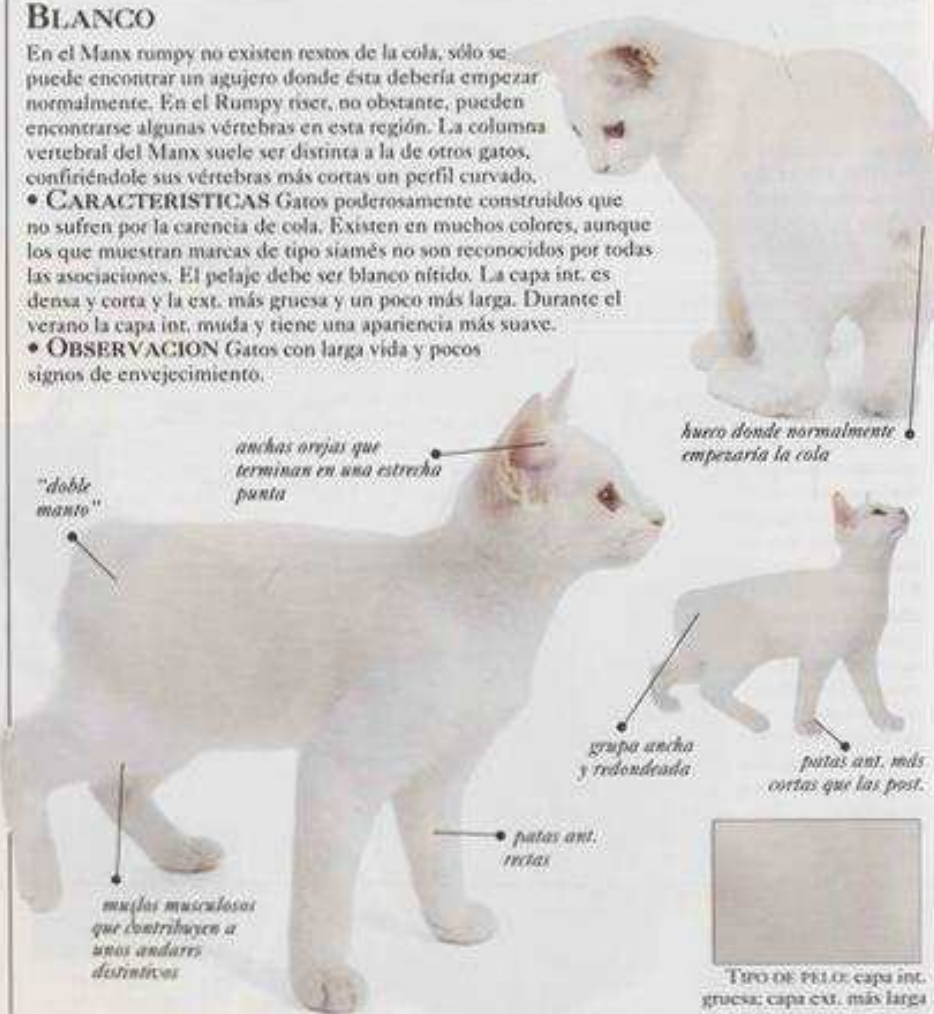 BLANCO
En el Manx rumpy no existen restos de la cola, sólo se
puede encontrar un agujero donde ésta debería empezar
normalmente. En el Rumpy riser, no obstante, pueden
encontrarse algunas vértebras en esta región. La columna
vertebral del Manx suele ser distinta a la de otros gatos,
confiriéndole sus vértebras más cortas un perfil curvado.
• CARACTERISTICAS Gatos poderosamente construidos que
no sufren por la carencia de cola. Existen en muchos colores, aunque
los que muestran marcas de tipo siamés no son reconocidos por todas
las asociaciones. El pelaje debe ser blanco nítido. La capa int. es
densa y corta y la ext. más gruesa y un poco más larga. Durante el
verano la capa int. muda y tiene una apariencia más suave.
• OBSERVACION Gatos con larga vida y pocos
signos de envejecimiento.
hueco donde normalmente
empezaría la cola
anchas orejas que
terminan en una estrecha
punta
"doble
manto"
grupa ancha
y redondeada
patas ant. más
cortas que las post.
patas ant.
rectas
muslos musculosos
que contribuyen a
unos andares
distintivos
TIPO DE PELO: capa int.
gruesa; capa ext. más larga